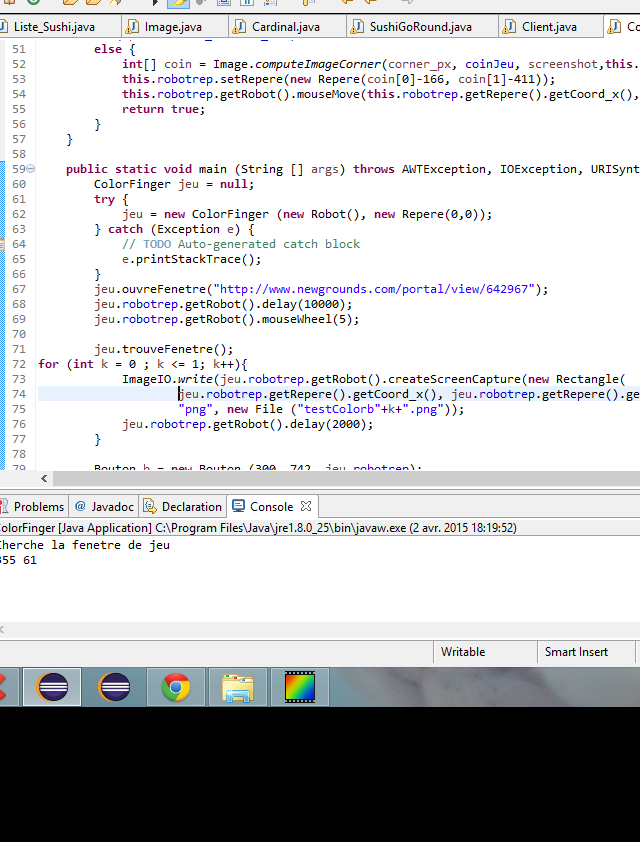 Liste_Sushi.java Image.java Cardinal.java SushiGoRound.java Client.java
51 else {
52 int[] coin = Image.computeImageCorner(corner_px, coinJeu, screenshot,this.
53 this.robotrep.setRepere(new Repere(coin[0]-166, coin[1]-411));
54 this.robotrep.getRobot().mouseMove(this.robotrep.getRepere().getCoord_x(),
55 return true;
56 }
57 }
58
59 public static void main (String [] args) throws AWTException, IOException, URISynt
60 ColorFinger jeu = null;
61 try {
62 jeu = new ColorFinger (new Robot(), new Repere(0,0));
63 } catch (Exception e) {
64 // TODO Auto-generated catch block
65 e.printStackTrace();
66 }
67 jeu.ouvreFenetre("http://www.newgrounds.com/portal/view/642967");
68 jeu.robotrep.getRobot().delay(10000);
69 jeu.robotrep.getRobot().mouseWheel(5);
70
71 jeu.trouveFenetre();
72 for (int k = 0 ; k <= 1; k++){
73 ImageIO.write(jeu.robotrep.getRobot().createScreenCapture(new Rectangle(
74 jeu.robotrep.getRepere().getCoord_x(), jeu.robotrep.getRepere().ge
75 "png", new File ("testColorb"+k+".png"));
76 jeu.robotrep.getRobot().delay(2000);
77 }
78
79 Bouton b = new Bouton (300, 742, jeu.robotrep);
Problems @ Javadoc Declaration Console
ColorFinger [Java Application] C:\Program Files\Java\jre1.8.0_25\bin\javaw.exe (2 avr. 2015 18:19:52)
Cherche la fenetre de jeu
355 61
Writable Smart Insert